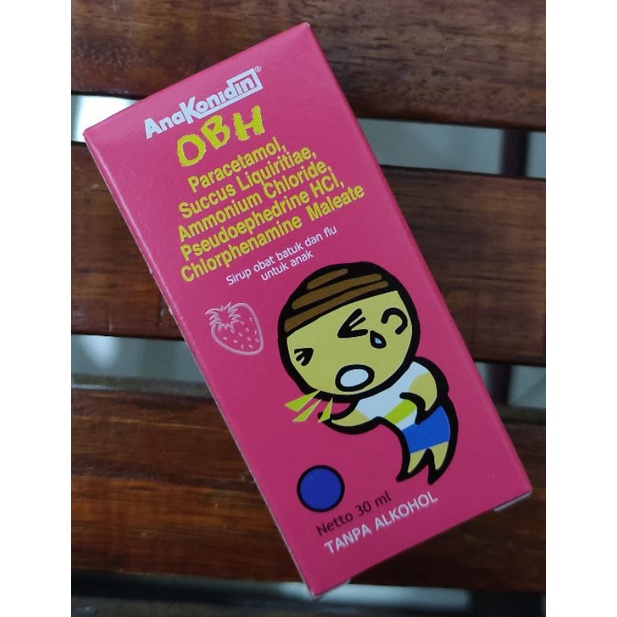 AnaKonidin®
OBH
Paracetamol,
Succus Liquiritiae,
Ammonium Chloride,
Pseudoephedrine HCl,
Chlorphenamine Maleate
Sirup obat batuk dan flu
untuk anak
Netto 30 ml
TANPA ALKOHOL